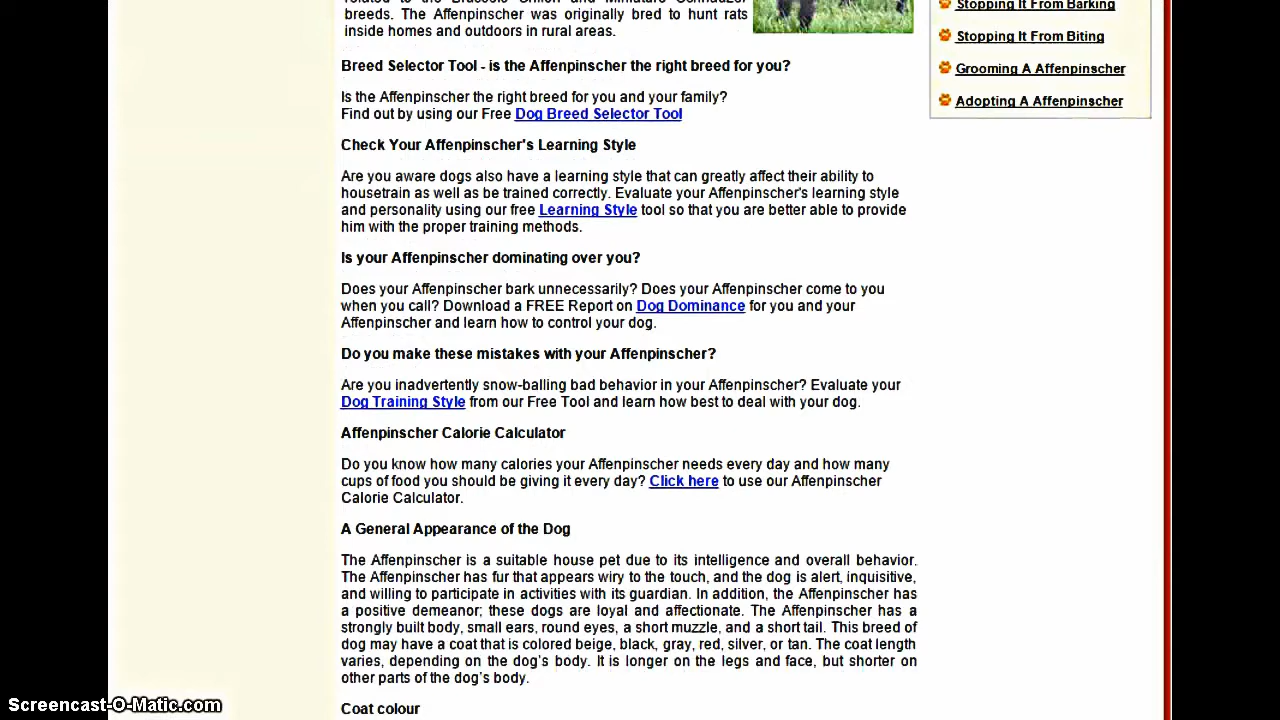 related to the Brussels Griffon and Miniature Schnauzer
breeds. The Affenpinscher was originally bred to hunt rats
inside homes and outdoors in rural areas.
Breed Selector Tool - is the Affenpinscher the right breed for you?
Is the Affenpinscher the right breed for you and your family?
Find out by using our Free Dog Breed Selector Tool
Check Your Affenpinscher's Learning Style
Are you aware dogs also have a learning style that can greatly affect their ability to
housetrain as well as be trained correctly. Evaluate your Affenpinscher's learning style
and personality using our free Learning Style tool so that you are better able to provide
him with the proper training methods.
Is your Affenpinscher dominating over you?
Does your Affenpinscher bark unnecessarily? Does your Affenpinscher come to you
when you call? Download a FREE Report on Dog Dominance for you and your
Affenpinscher and learn how to control your dog.
Do you make these mistakes with your Affenpinscher?
Are you inadvertently snow-balling bad behavior in your Affenpinscher? Evaluate your
Dog Training Style from our Free Tool and learn how best to deal with your dog.
Affenpinscher Calorie Calculator
Do you know how many calories your Affenpinscher needs every day and how many
cups of food you should be giving it every day? Click here to use our Affenpinscher
Calorie Calculator.
A General Appearance of the Dog
The Affenpinscher is a suitable house pet due to its intelligence and overall behavior.
The Affenpinscher has fur that appears wiry to the touch, and the dog is alert, inquisitive,
and willing to participate in activities with its guardian. In addition, the Affenpinscher has
a positive demeanor; these dogs are loyal and affectionate. The Affenpinscher has a
strongly built body, small ears, round eyes, a short muzzle, and a short tail. This breed of
dog may have a coat that is colored beige, black, gray, red, silver, or tan. The coat length
varies, depending on the dog's body. It is longer on the legs and face, but shorter on
other parts of the dog's body.
Coat colour
Stopping It From Barking
Stopping It From Biting
Grooming A Affenpinscher
Adopting A Affenpinscher
Screencast-O-Matic.com